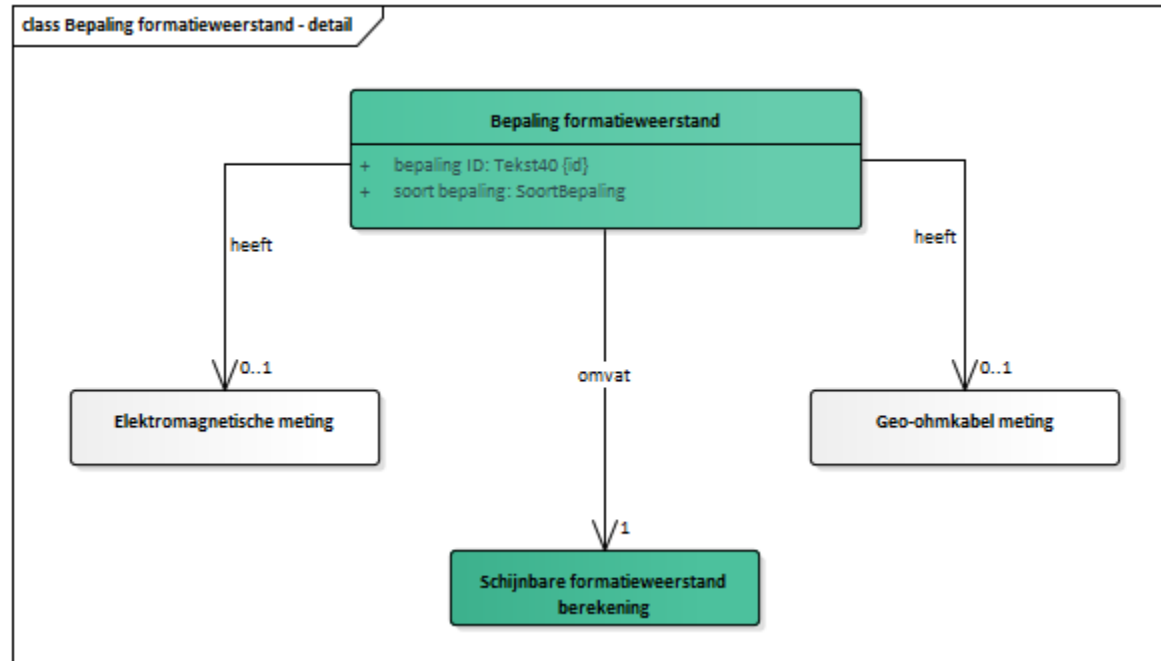 class Bepaling formatieweerstand - detail
Bepaling formatieweerstand
+ bepaling ID: Tekst40 {id}
+ soort bepaling: SoortBepaling
heeft
heeft
0..1
omvat
0..1
Elektromagnetische meting
Geo-ohmkabel meting
1
Schijnbare formatieweerstand
berekening